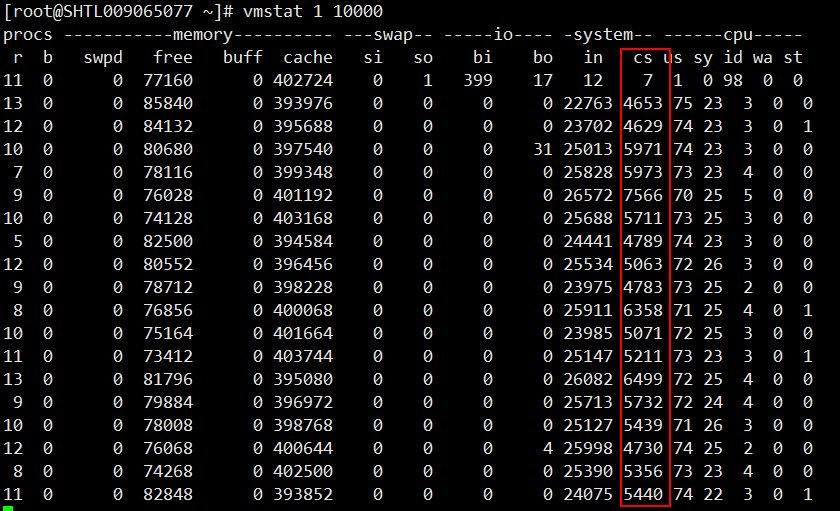 [root@SHTL009065077 ~]# vmstat 1 10000
procs -----------memory---------- ---swap-- -----io---- -system-- ------cpu-----
 r  b   swpd   free   buff  cache   si   so    bi    bo   in   cs us sy id wa st
11  0      0  77160      0 402724    0    1   399    17   12    7  1  0 98  0  0
13  0      0  85840      0 393976    0    0     0     0 22763 4653 75 23  3  0  0
12  0      0  84132      0 395688    0    0     0     0 23702 4629 74 23  3  0  1
10  0      0  80680      0 397540    0    0     0    31 25013 5971 74 23  3  0  0
 7  0      0  78116      0 399348    0    0     0     0 25828 5973 73 23  4  0  0
 9  0      0  76028      0 401192    0    0     0     0 26572 7566 70 25  5  0  0
10  0      0  74128      0 403168    0    0     0     0 25688 5711 73 25  3  0  0
 5  0      0  82500      0 394584    0    0     0     0 24441 4789 74 23  3  0  0
12  0      0  80552      0 396456    0    0     0     0 25534 5063 72 26  3  0  0
 9  0      0  78712      0 398228    0    0     0     0 23975 4783 73 25  2  0  0
 8  0      0  76856      0 400068    0    0     0     0 25911 6358 71 25  4  0  1
10  0      0  75164      0 401664    0    0     0     0 23985 5071 72 25  3  0  0
11  0      0  73412      0 403744    0    0     0     0 25147 5211 73 23  3  0  1
13  0      0  81796      0 395080    0    0     0     0 26082 6499 72 25  4  0  0
 9  0      0  79884      0 396972    0    0     0     0 25713 5732 72 24  4  0  0
10  0      0  78008      0 398768    0    0     0     0 25127 5439 71 26  3  0  0
12  0      0  76068      0 400644    0    0     0     4 25998 4730 74 25  2  0  0
 8  0      0  74268      0 402500    0    0     0     0 25390 5356 73 23  4  0  0
11  0      0  82848      0 393852    0    0     0     0 24075 5440 74 22  3  0  1